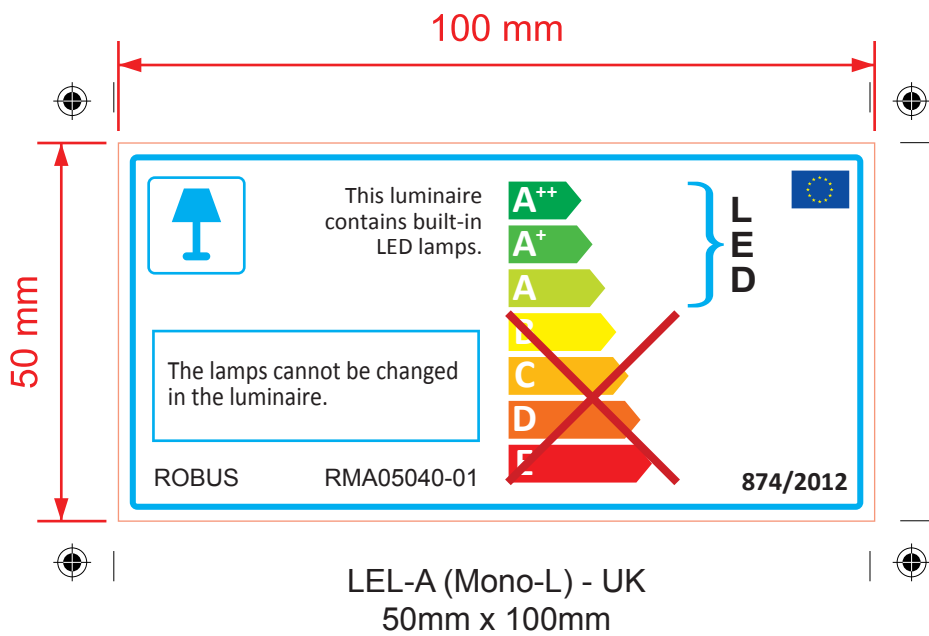 100 mm
50 mm
This luminaire
contains built-in
LED lamps.
A++
A+
A
B
C
D
E
L
E
D
The lamps cannot be changed
in the luminaire.
ROBUS
RMA05040-01
874/2012
LEL-A (Mono-L) - UK
50mm x 100mm